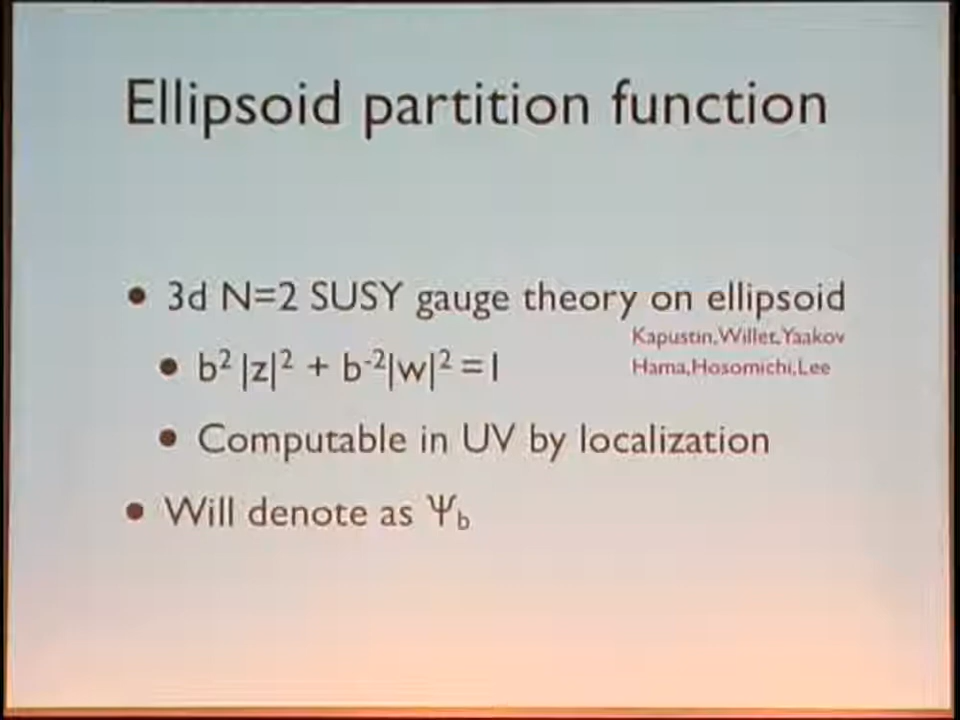 Ellipsoid partition function
• 3d N=2 SUSY gauge theory on ellipsoid
Kapustin,Willet,Yaakov
• b² |z|² + b⁻²|w|² = 1
Hama,Hosomichi,Lee
• Computable in UV by localization
• Will denote as Ψb